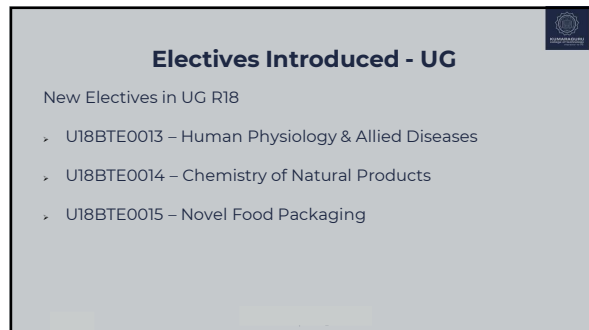 KUMARAGURU
Electives Introduced - UG
New Electives in UG R18
U18BTE0013 – Human Physiology & Allied Diseases
U18BTE0014 – Chemistry of Natural Products
U18BTE0015 – Novel Food Packaging